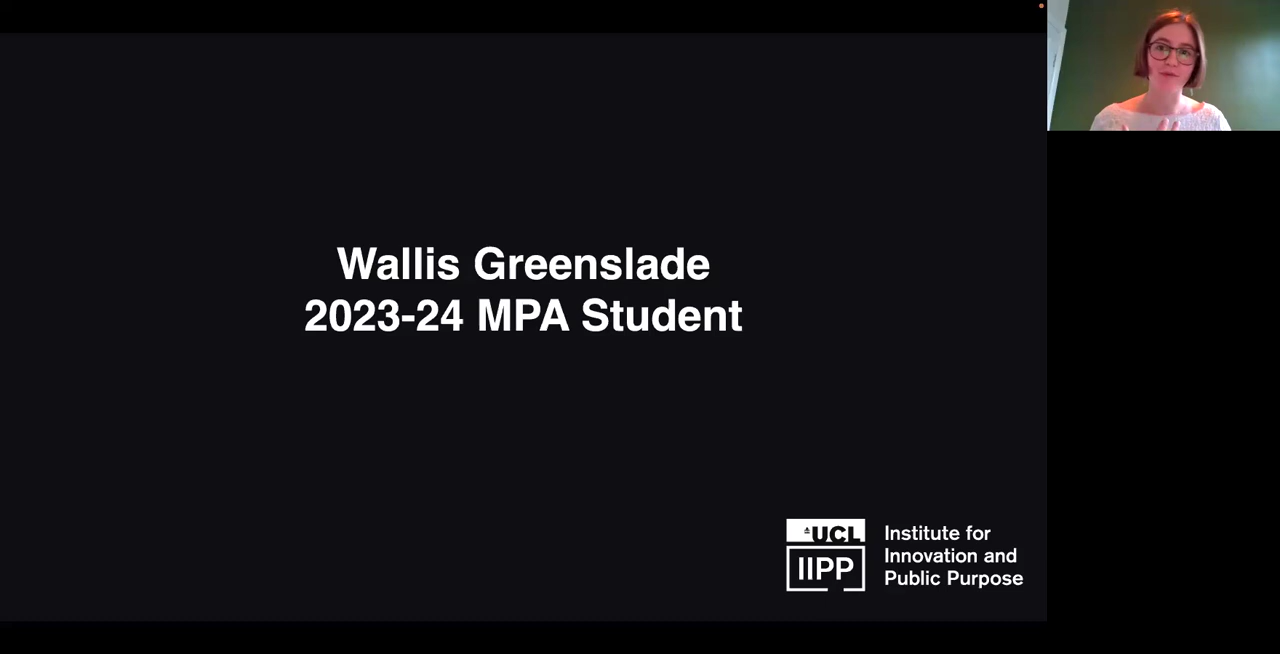 Wallis Greenslade
2023-24 MPA Student
UCL
IIPP
Institute for
Innovation and
Public Purpose